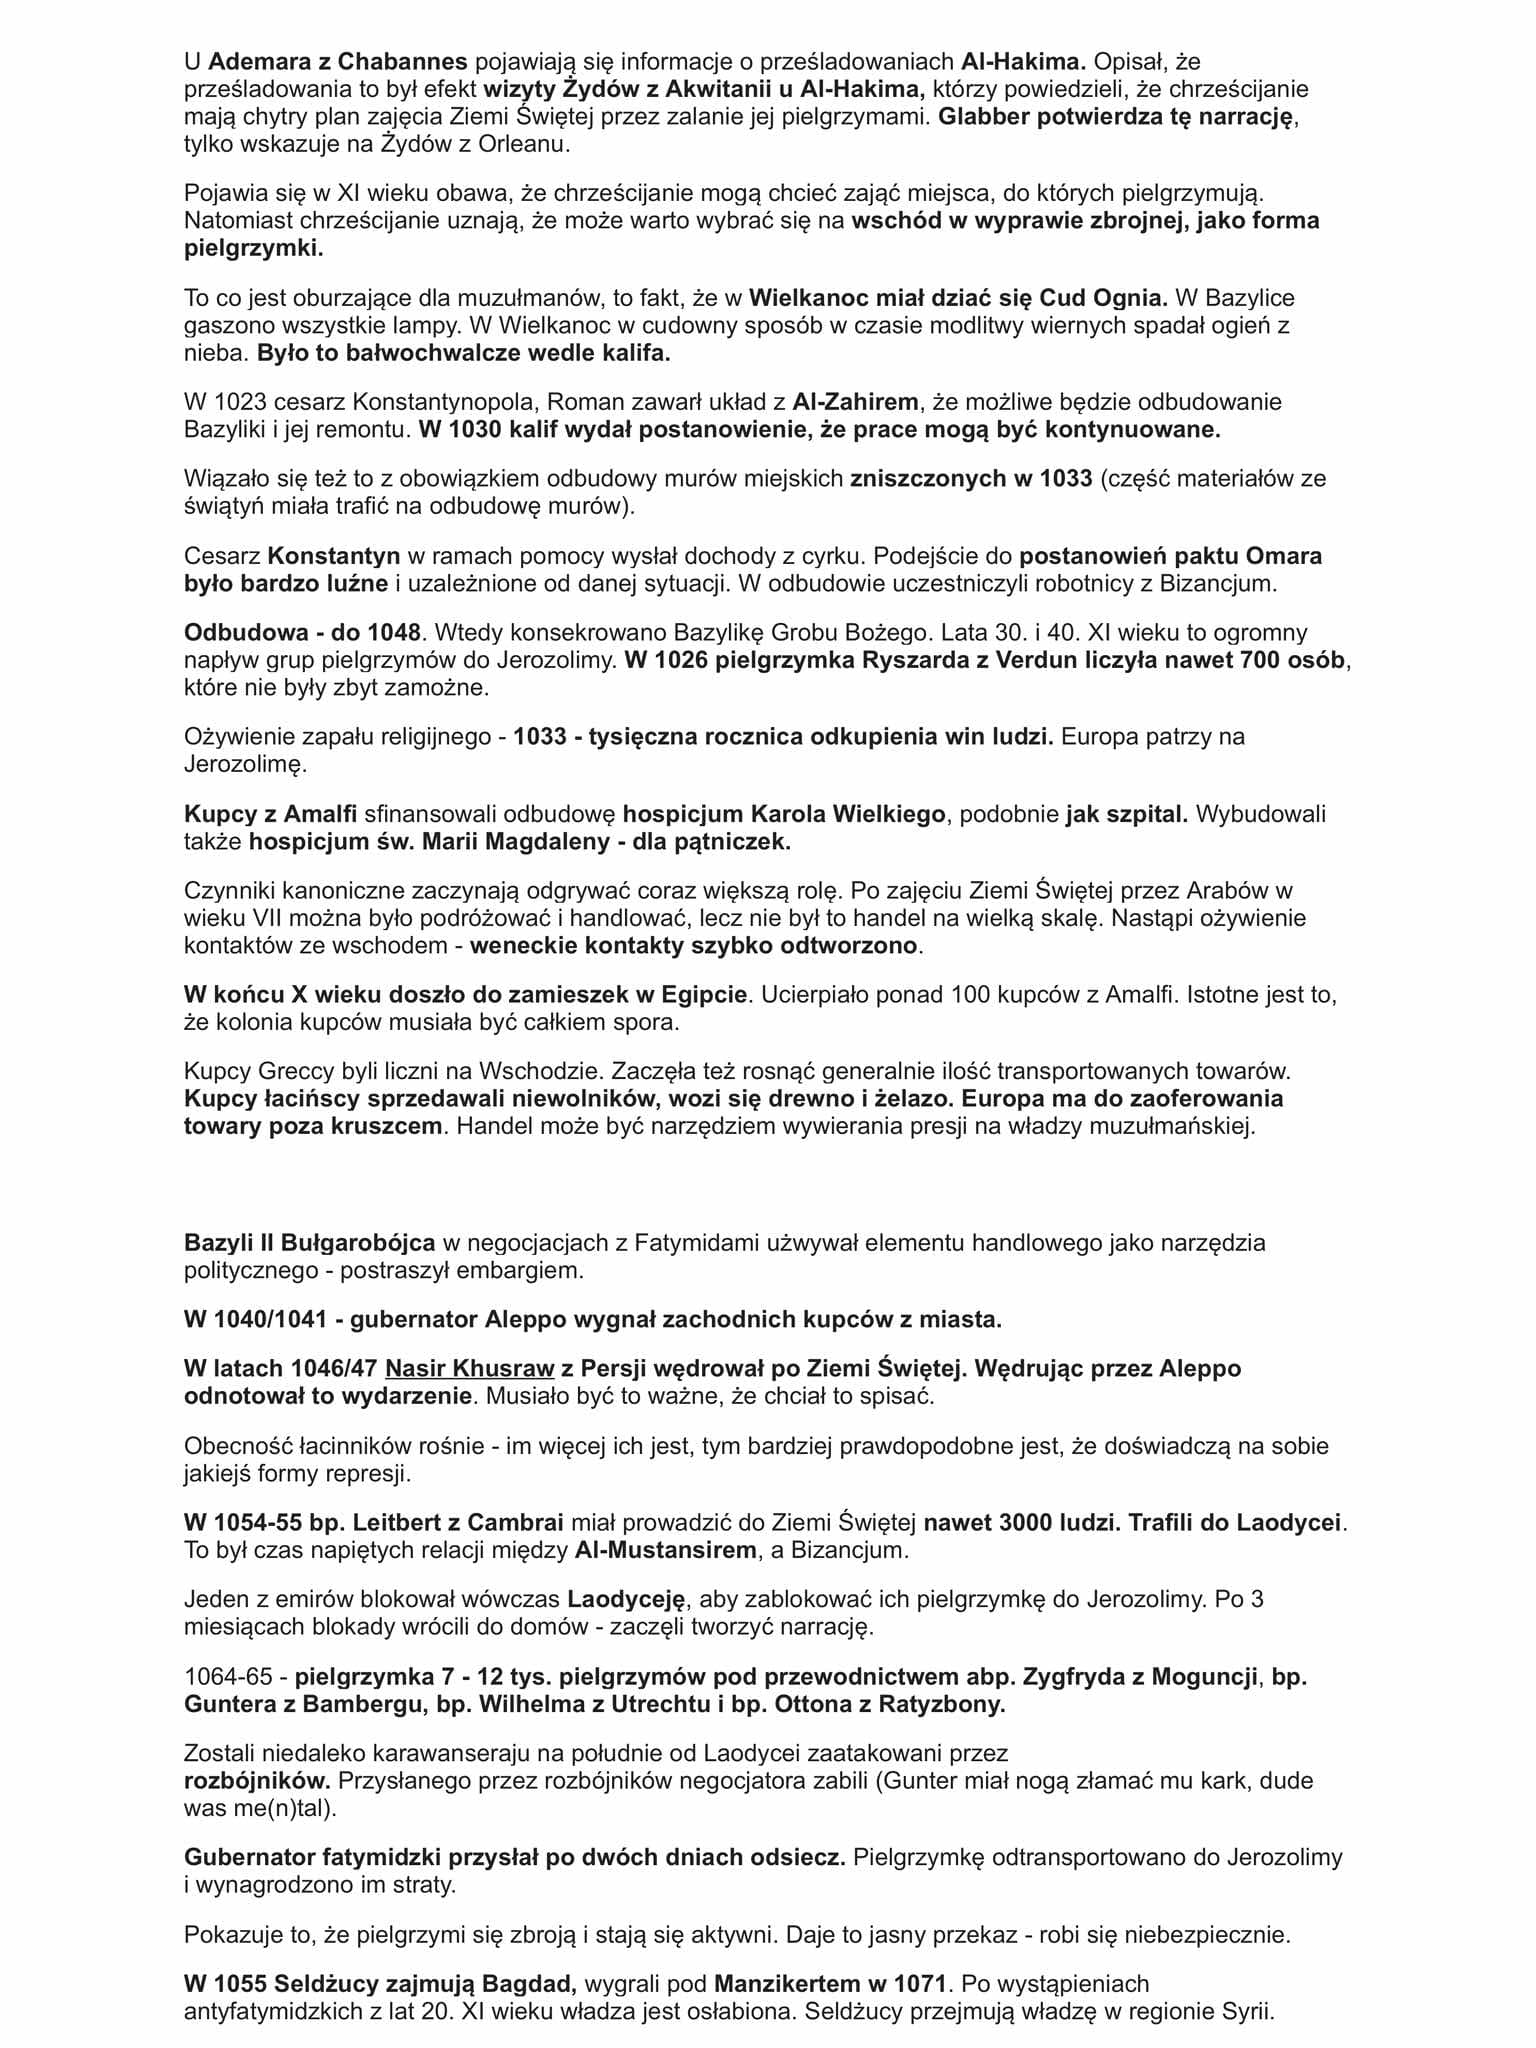 U Ademara z Chabannes pojawiają się informacje o prześladowaniach Al-Hakima. Opisał, że
prześladowania to był efekt wizyty Żydów z Akwitanii u Al-Hakima, którzy powiedzieli, że chrześcijanie
mają chytry plan zajęcia Ziemi Świętej przez zalanie jej pielgrzymami. Glabber potwierdza tę narrację,
tylko wskazuje na Żydów z Orleanu.
Pojawia się w XI wieku obawa, że chrześcijanie mogą chcieć zająć miejsca, do których pielgrzymują.
Natomiast chrześcijanie uznają, że może warto wybrać się na wschód w wyprawie zbrojnej, jako forma
pielgrzymki.
To co jest oburzające dla muzułmanów, to fakt, że w Wielkanoc miał dziać się Cud Ognia. W Bazylice
gaszono wszystkie lampy. W Wielkanoc w cudowny sposób w czasie modlitwy wiernych spadał ogień z
nieba. Było to bałwochwalcze wedle kalifa.
W 1023 cesarz Konstantynopola, Roman zawarł układ z Al-Zahirem, że możliwe będzie odbudowanie
Bazyliki i jej remontu. W 1030 kalif wydał postanowienie, że prace mogą być kontynuowane.
Wiązało się też to z obowiązkiem odbudowy murów miejskich zniszczonych w 1033 (część materiałów ze
świątyń miała trafić na odbudowę murów).
Cesarz Konstantyn w ramach pomocy wysłał dochody z cyrku. Podejście do postanowień paktu Omara
było bardzo luźne i uzależnione od danej sytuacji. W odbudowie uczestniczyli robotnicy z Bizancjum.
Odbudowa - do 1048. Wtedy konsekrowano Bazylikę Grobu Bożego. Lata 30. i 40. XI wieku to ogromny
napływ grup pielgrzymów do Jerozolimy. W 1026 pielgrzymka Ryszarda z Verdun liczyła nawet 700 osób,
które nie były zbyt zamożne.
Ożywienie zapału religijnego - 1033 - tysięczna rocznica odkupienia win ludzi. Europa patrzy na
Jerozolimę.
Kupcy z Amalfi sfinansowali odbudowę hospicjum Karola Wielkiego, podobnie jak szpital. Wybudowali
także hospicjum św. Marii Magdaleny - dla pątniczek.
Czynniki kanoniczne zaczynają odgrywać coraz większą rolę. Po zajęciu Ziemi Świętej przez Arabów w
wieku VII można było podróżować i handlować, lecz nie był to handel na wielką skalę. Nastąpi ożywienie
kontaktów ze wschodem - weneckie kontakty szybko odtworzono.
W końcu X wieku doszło do zamieszek w Egipcie. Ucierpiało ponad 100 kupców z Amalfi. Istotne jest to,
że kolonia kupców musiała być całkiem spora.
Kupcy Greccy byli liczni na Wschodzie. Zaczęła też rosnąć generalnie ilość transportowanych towarów.
Kupcy łacińscy sprzedawali niewolników, wozi się drewno i żelazo. Europa ma do zaoferowania
towary poza kruszcem. Handel może być narzędziem wywierania presji na władzy muzułmańskiej.
Bazyli II Bułgarobójca w negocjacjach z Fatymidami użwywał elementu handlowego jako narzędzia
politycznego - postraszył embargiem.
W 1040/1041 - gubernator Aleppo wygnał zachodnich kupców z miasta.
W latach 1046/47 Nasir Khusraw z Persji wędrował po Ziemi Świętej. Wędrując przez Aleppo
odnotował to wydarzenie. Musiało być to ważne, że chciał to spisać.
Obecność łacinników rośnie - im więcej ich jest, tym bardziej prawdopodobne jest, że doświadczą na sobie
jakiejś formy represji.
W 1054-55 bp. Leitbert z Cambrai miał prowadzić do Ziemi Świętej nawet 3000 ludzi. Trafili do Laodycei.
To był czas napiętych relacji między Al-Mustansirem, a Bizancjum.
Jeden z emirów blokował wówczas Laodyceję, aby zablokować ich pielgrzymkę do Jerozolimy. Po 3
miesiącach blokady wrócili do domów - zaczęli tworzyć narrację.
1064-65 - pielgrzymka 7 - 12 tys. pielgrzymów pod przewodnictwem abp. Zygfryda z Moguncji, bp.
Guntera z Bambergu, bp. Wilhelma z Utrechtu i bp. Ottona z Ratyzbony.
Zostali niedaleko karawanseraju na południe od Laodycei zaatakowani przez
rozbójników. Przysłanego przez rozbójników negocjatora zabili (Gunter miał nogą złamać mu kark, dude
was me(n)tal).
Gubernator fatymidzki przysłał po dwóch dniach odsiecz. Pielgrzymkę odtransportowano do Jerozolimy
i wynagrodzono im straty.
Pokazuje to, że pielgrzymi się zbroją i stają się aktywni. Daje to jasny przekaz - robi się niebezpiecznie.
W 1055 Seldżucy zajmują Bagdad, wygrali pod Manzikertem w 1071. Po wystąpieniach
antyfatymidzkich z lat 20. XI wieku władza jest osłabiona. Seldżucy przejmują władzę w regionie Syrii.